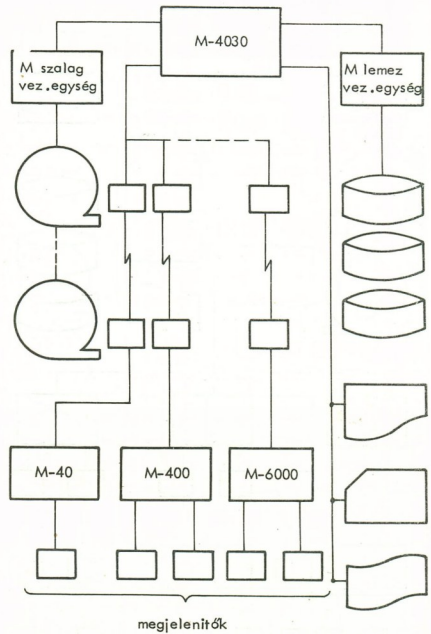 M-4030
M szalag
vez.egység
M lemez
vez.egység
M-40
M-400
M-6000
megjelenitők